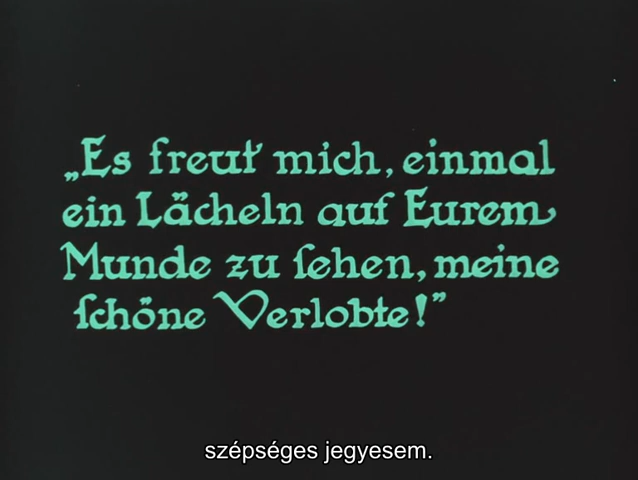 „Es freut mich, einmal
ein Lächeln auf Eurem
Munde zu ſehen, meine
ſchöne Verlobte!”
szépséges jegyesem.